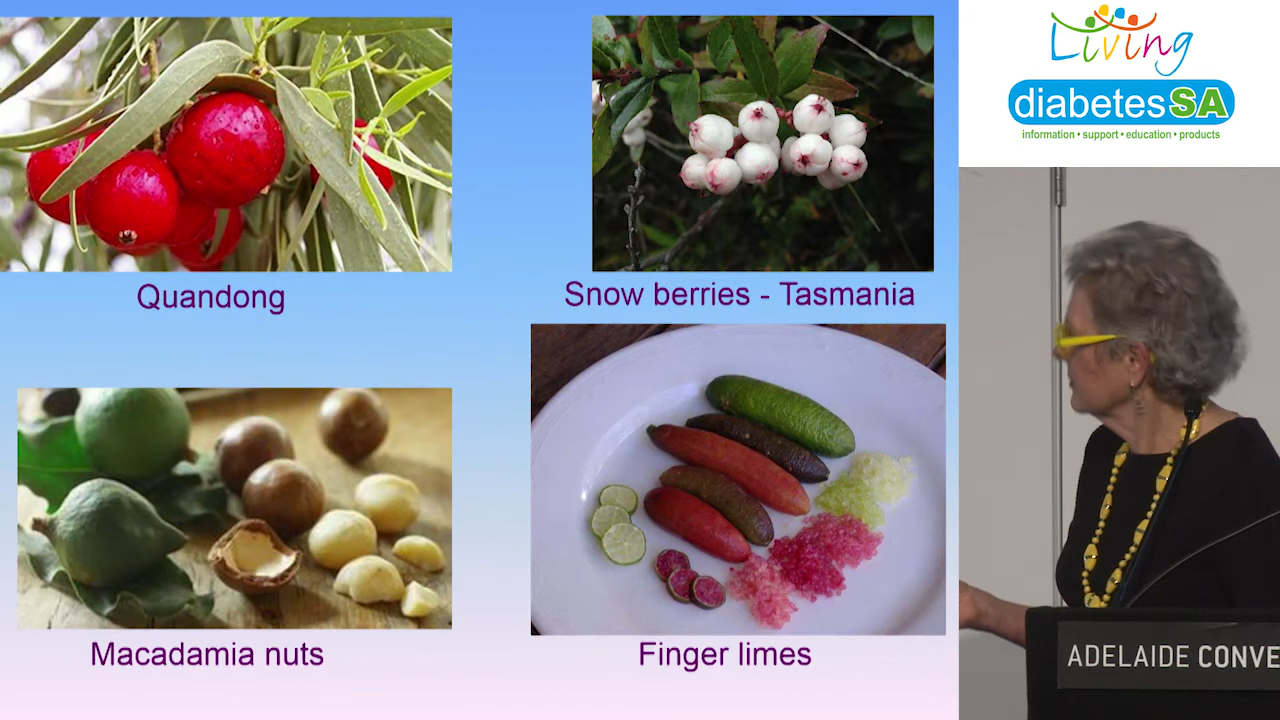 Quandong
Snow berries - Tasmania
Macadamia nuts
Finger limes
Living
diabetesSA
information • support • education • products
ADELAIDE CONVE